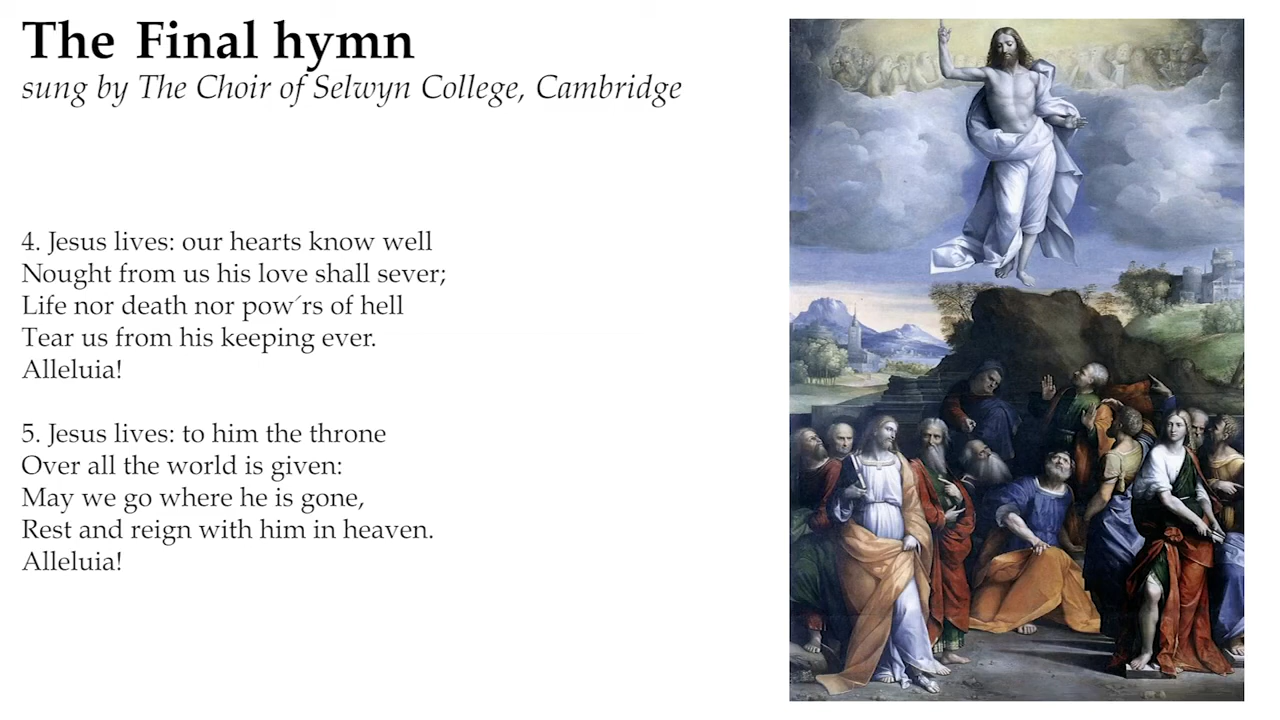 The Final hymn
sung by The Choir of Selwyn College, Cambridge
4. Jesus lives: our hearts know well
Nought from us his love shall sever;
Life nor death nor pow´rs of hell
Tear us from his keeping ever.
Alleluia!
5. Jesus lives: to him the throne
Over all the world is given:
May we go where he is gone,
Rest and reign with him in heaven.
Alleluia!